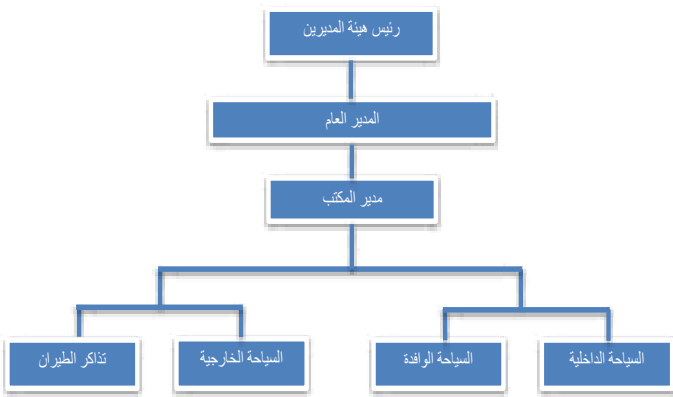 رئيس هيئة المديرين
المدير العام
مدير المكتب
السياحة الداخلية
السياحة الوافدة
السياحة الخارجية
تذاكر الطيران